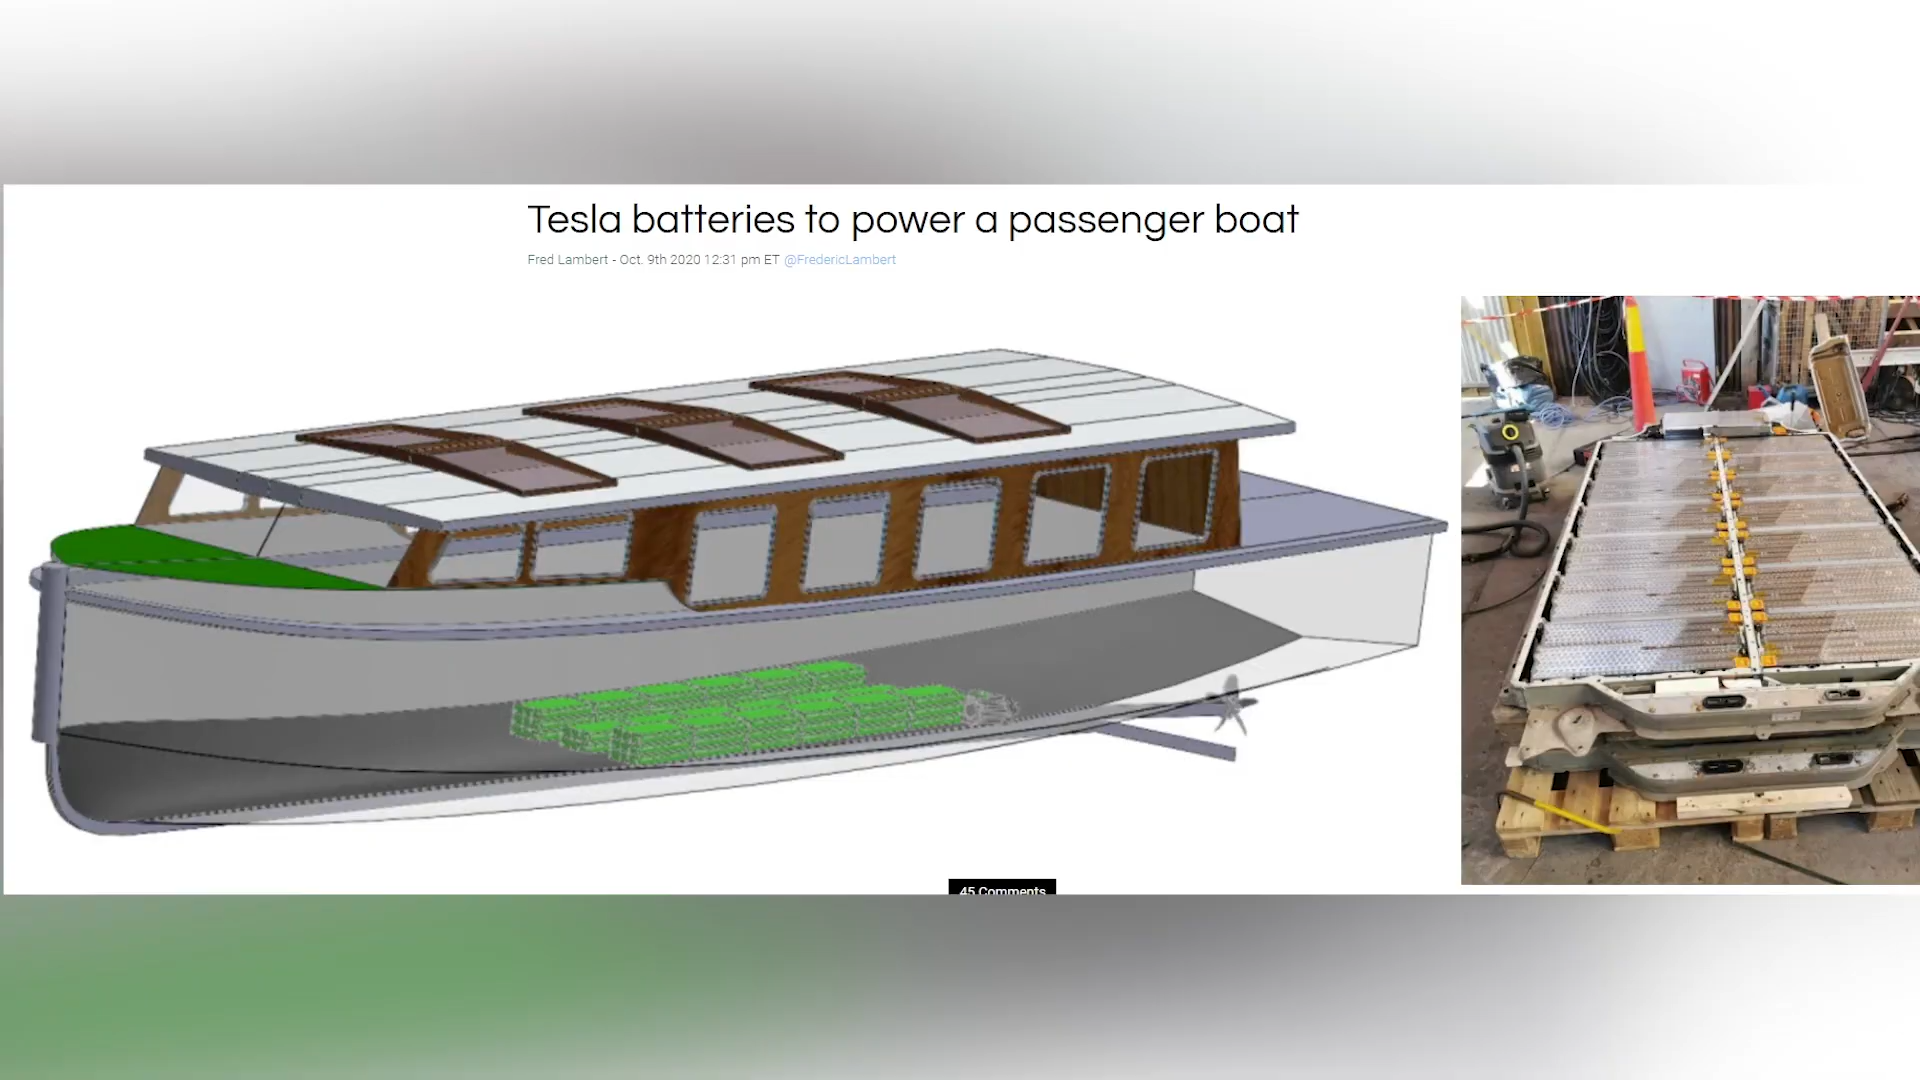 Tesla batteries to power a passenger boat
Fred Lambert - Oct. 9th 2020 12:31 pm ET @FredericLambert
45 Comments